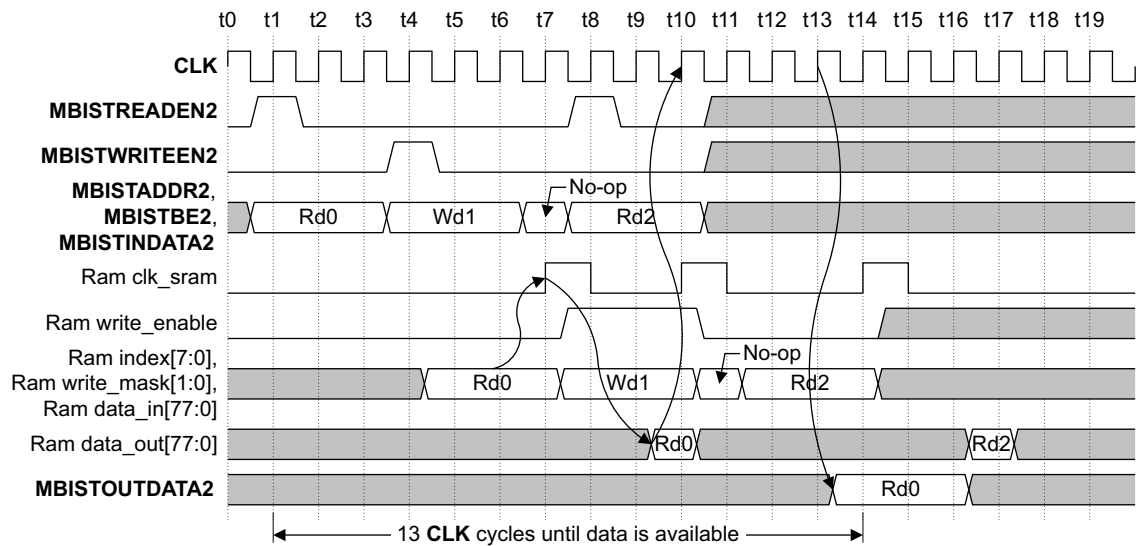 t0 t1 t2 t3 t4 t5 t6 t7 t8 t9 t10 t11 t12 t13 t14 t15 t16 t17 t18 t19
CLK
MBISTREADEN2
MBISTWRITEEN2
MBISTADDR2,
MBISTBE2,
MBISTINDATA2
Rd0 Wd1 No-op Rd2
Ram clk_sram
Ram write_enable
Ram index[7:0],
Ram write_mask[1:0],
Ram data_in[77:0]
Rd0 Wd1 No-op Rd2
Ram data_out[77:0] Rd0 Rd2
MBISTOUTDATA2 Rd0
13 CLK cycles until data is available